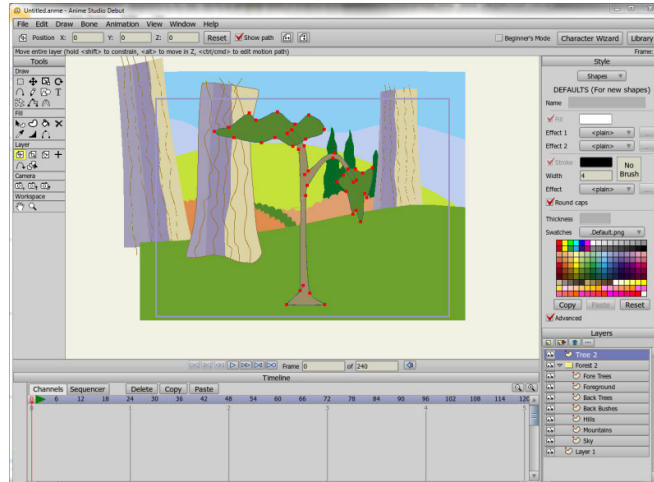 Untitled.anme - Anime Studio Debut
File Edit Draw Bone Animation View Window Help
Position X: 0 Y: 0 Z: 0 Reset Show path Beginner's Mode Character Wizard Library
Move entire layer (hold <shift> to constrain, <alt> to move in Z, <ctrl/cmd> to edit motion path) Frame:
Tools
Draw
Fill
Layer
Camera
Workspace
Style
Shapes
DEFAULTS (For new shapes)
Name
Fill
Effect 1 <plain>
Effect 2 <plain>
Stroke
No Brush
Width 4
Effect <plain>
Round caps
Thickness
Swatches .Default.png
Copy Paste Reset
Advanced
Layers
Tree 2
Forest 2
Fore Trees
Foreground
Back Trees
Back Bushes
Hills
Mountains
Sky
Layer 1
Frame 0 of 240
Timeline
Channels Sequencer Delete Copy Paste
0 6 12 18 24 30 36 42 48 54 60 66 72 78 84 90 96 102 108 114 120
0 1 2 3 4 5